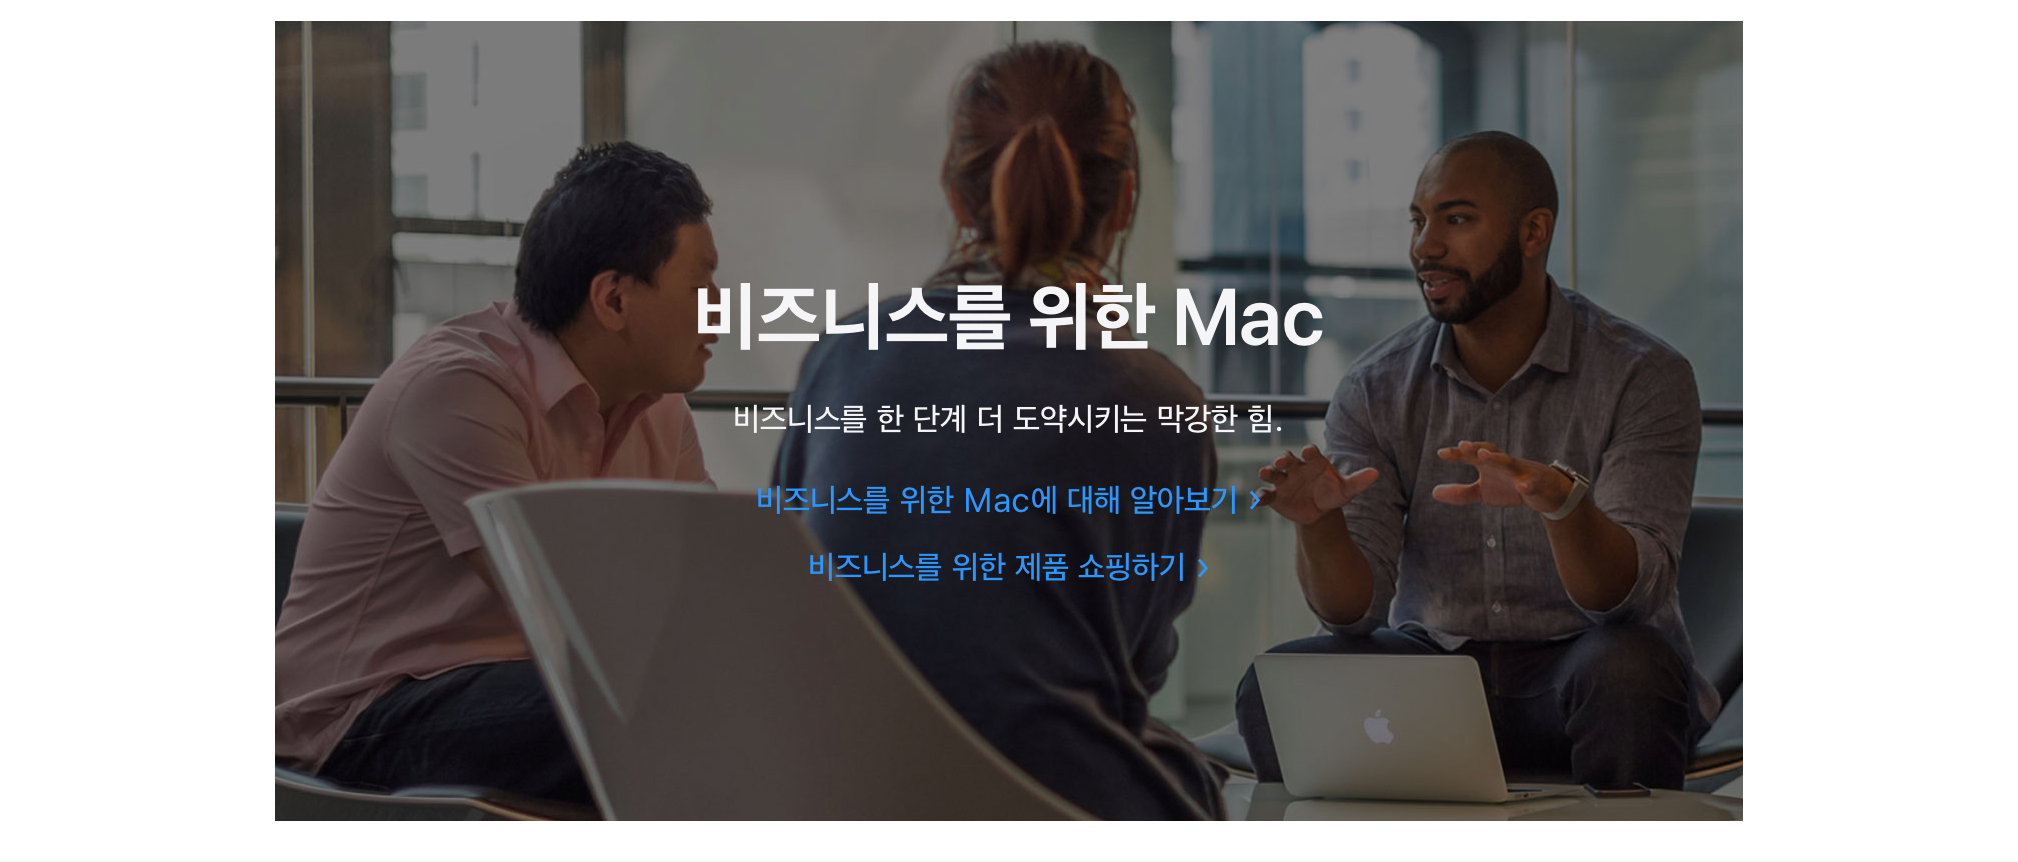 비즈니스를 위한 Mac
비즈니스를 한 단계 더 도약시키는 막강한 힘.
비즈니스를 위한 Mac에 대해 알아보기 >
비즈니스를 위한 제품 쇼핑하기 >